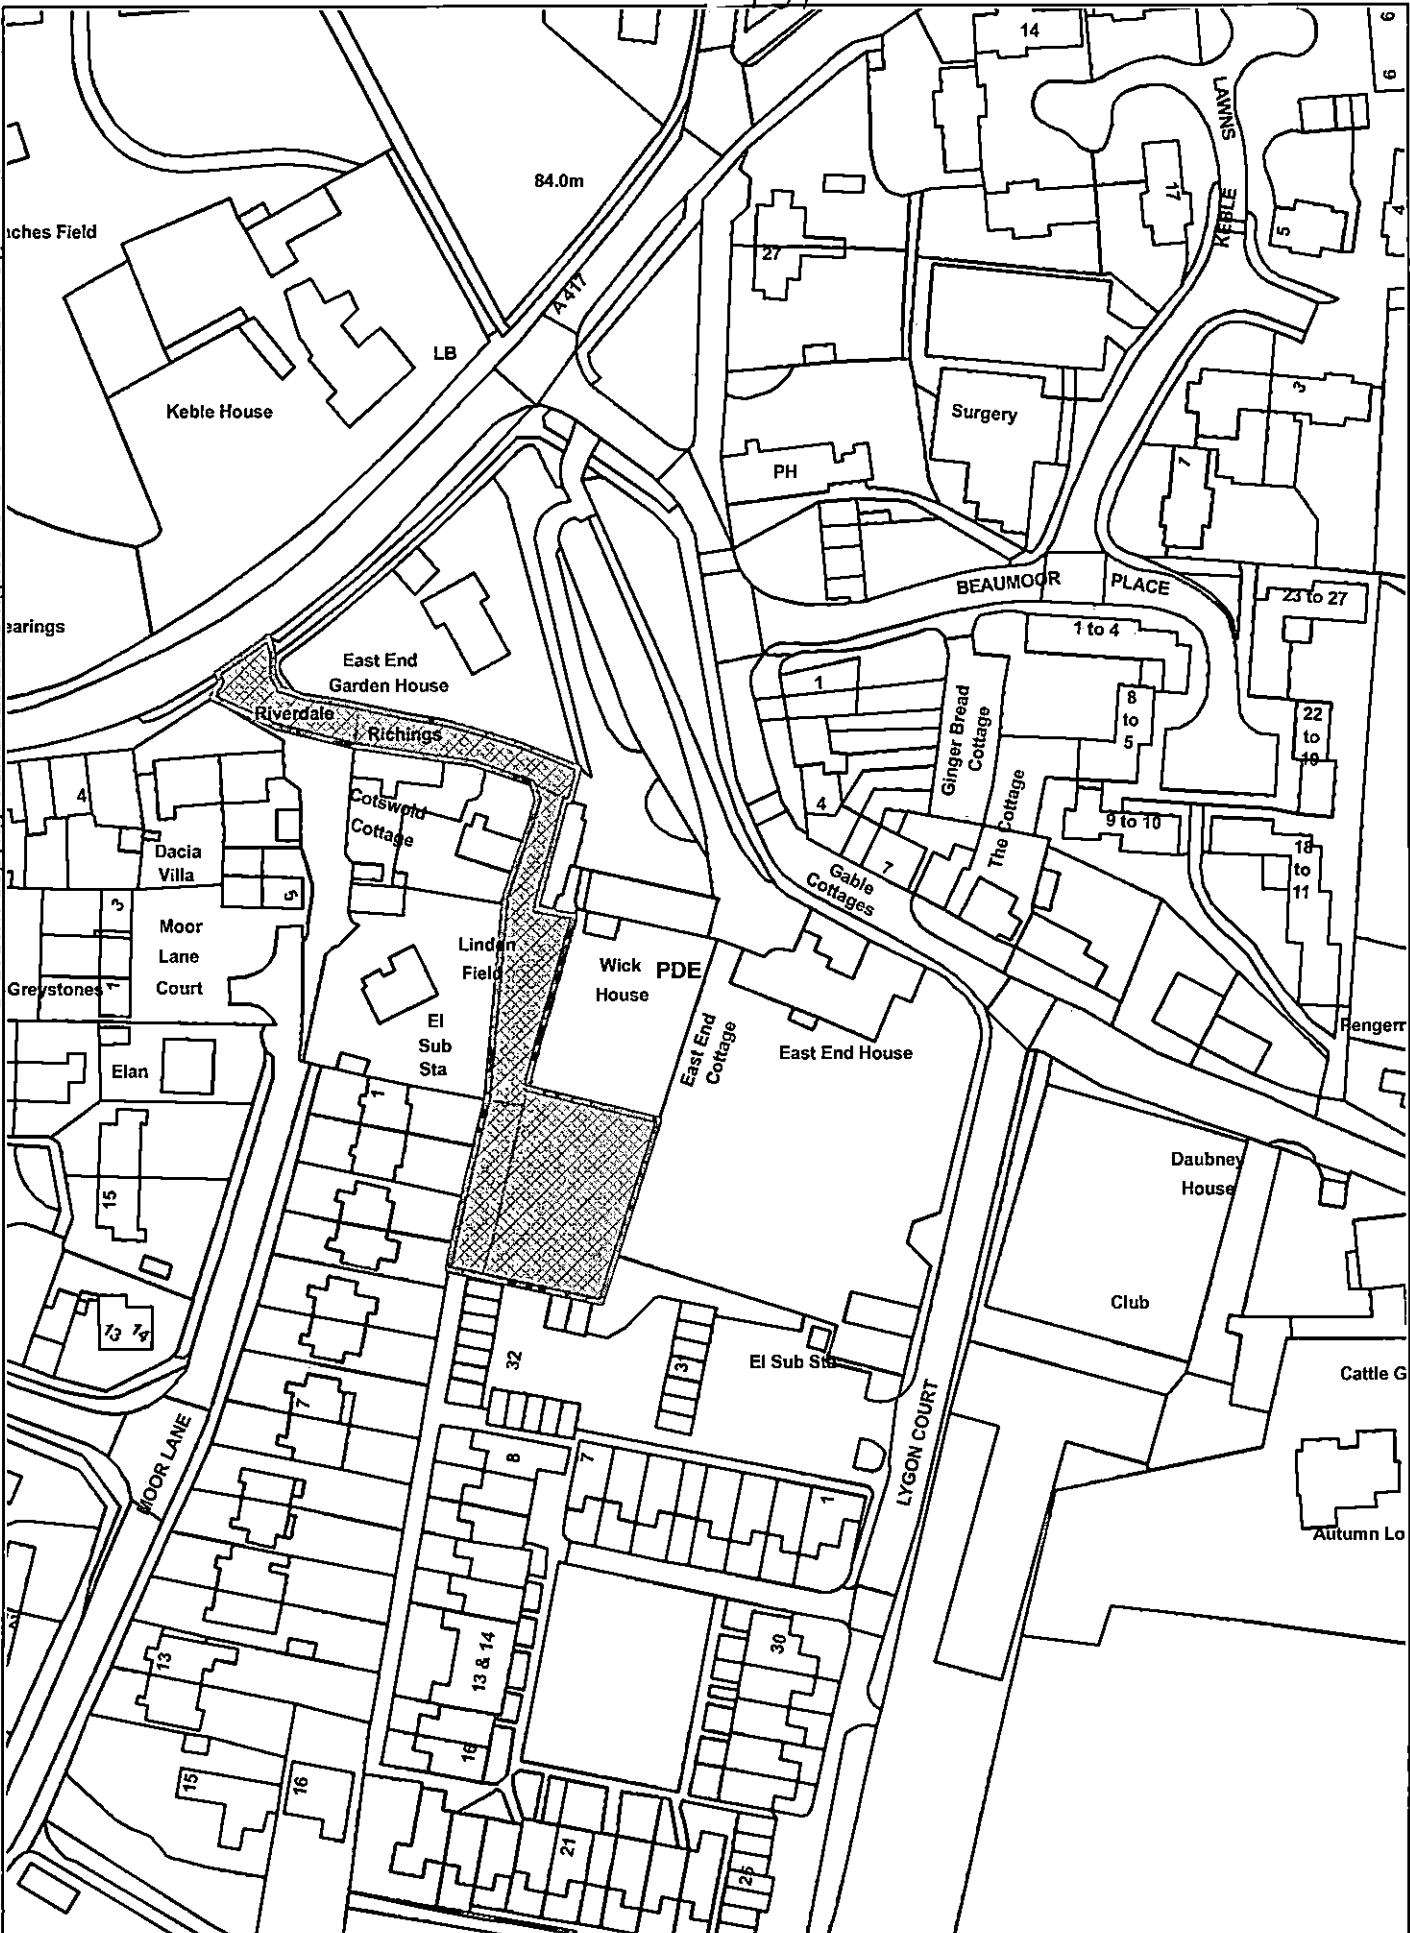 14
6
6
LAWNS
KEBLE
84.0m
17
5
4
27
A 417
LB
Keble House
Surgery
3
PH
7
BEAUMOOR PLACE
23 to 27
1 to 4
East End
Garden House
1
8
to
5
22
to
19
Riverdale
Richings
Ginger Bread
Cottage
4
4
Cotswold
Cottage
The Cottage
9 to 10
18
to
11
Dacia
Villa
7
Gable
Cottages
5
3
Moor
Lane
Court
Linden
Field
Wick
House
PDE
Greystones
1
El
Sub
Sta
East End
Cottage
East End House
Elan
1
Daubney
House
15
Club
13 14
32
31
El Sub Sta
Cattle G
7
MOOR LANE
8
7
1
LYGON COURT
Autumn Lo
13
13 & 14
30
16
15
16
21
25